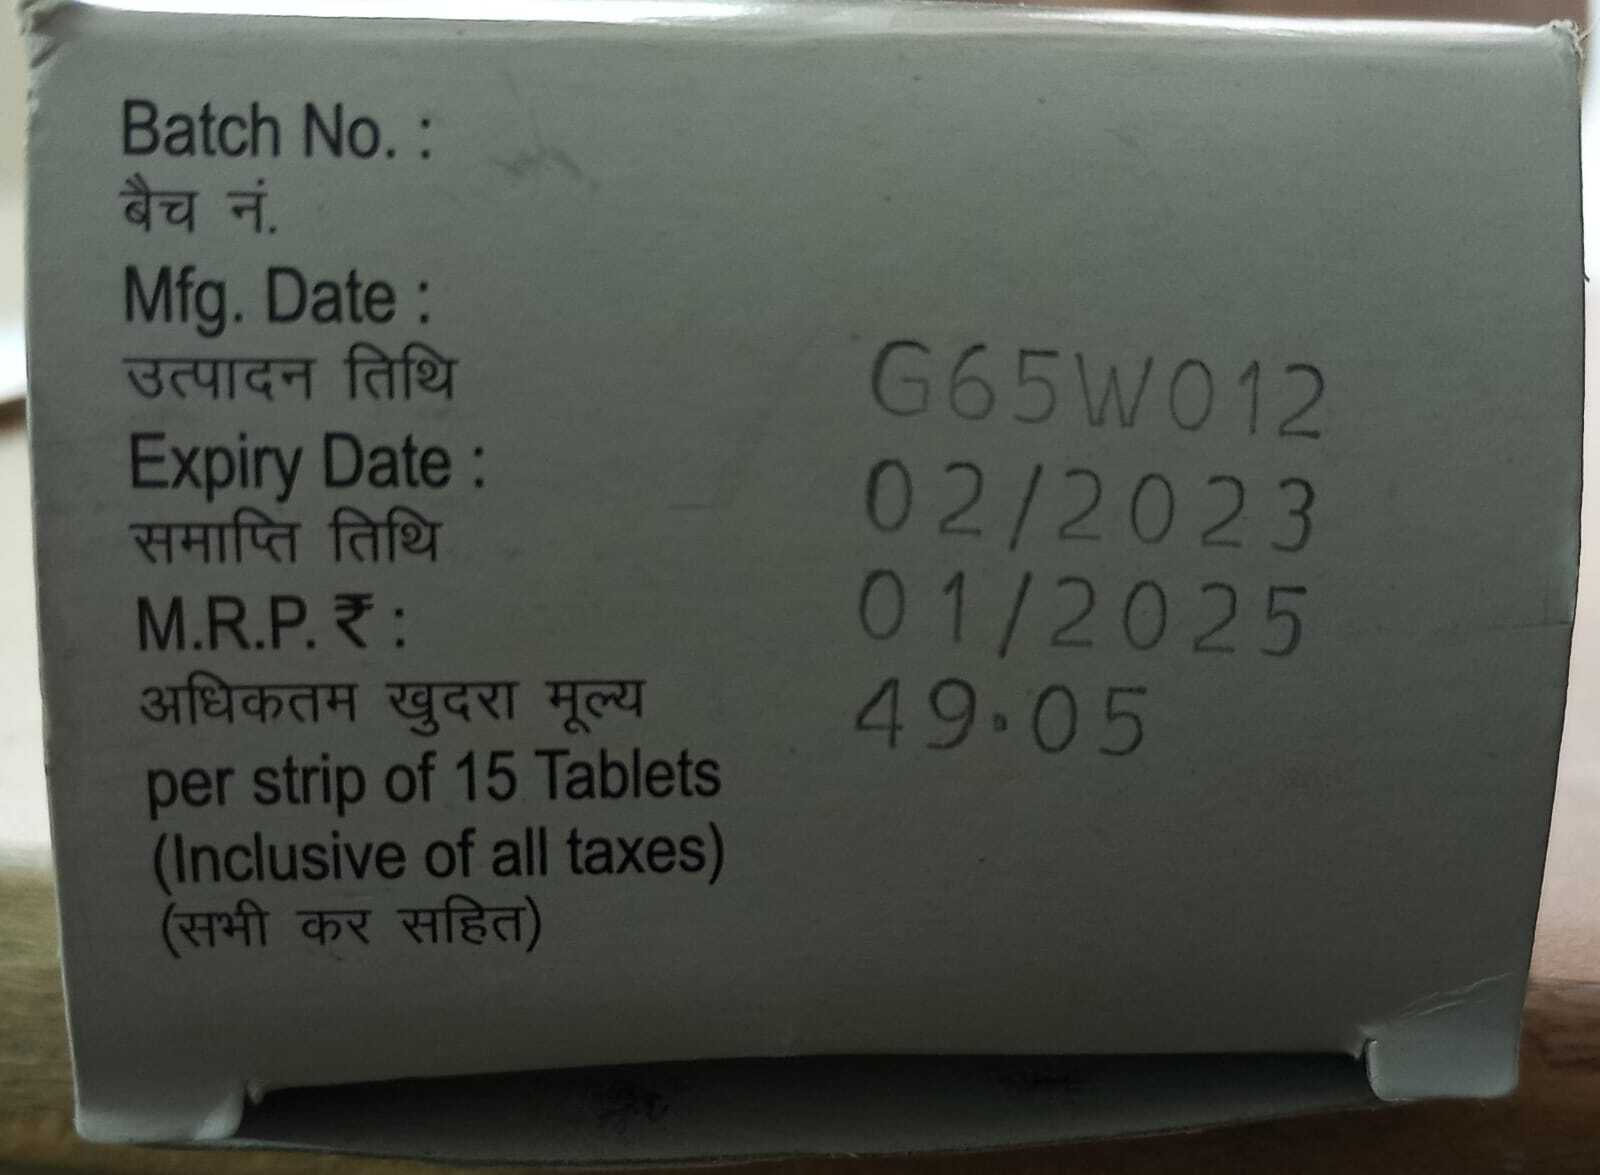 Batch No. :
बैच नं.
Mfg. Date :
उत्पादन तिथि
Expiry Date :
समाप्ति तिथि
M.R.P. ₹ :
अधिकतम खुदरा मूल्य
per strip of 15 Tablets
(Inclusive of all taxes)
(सभी कर सहित)
G65W012
02/2023
01/2025
49.05